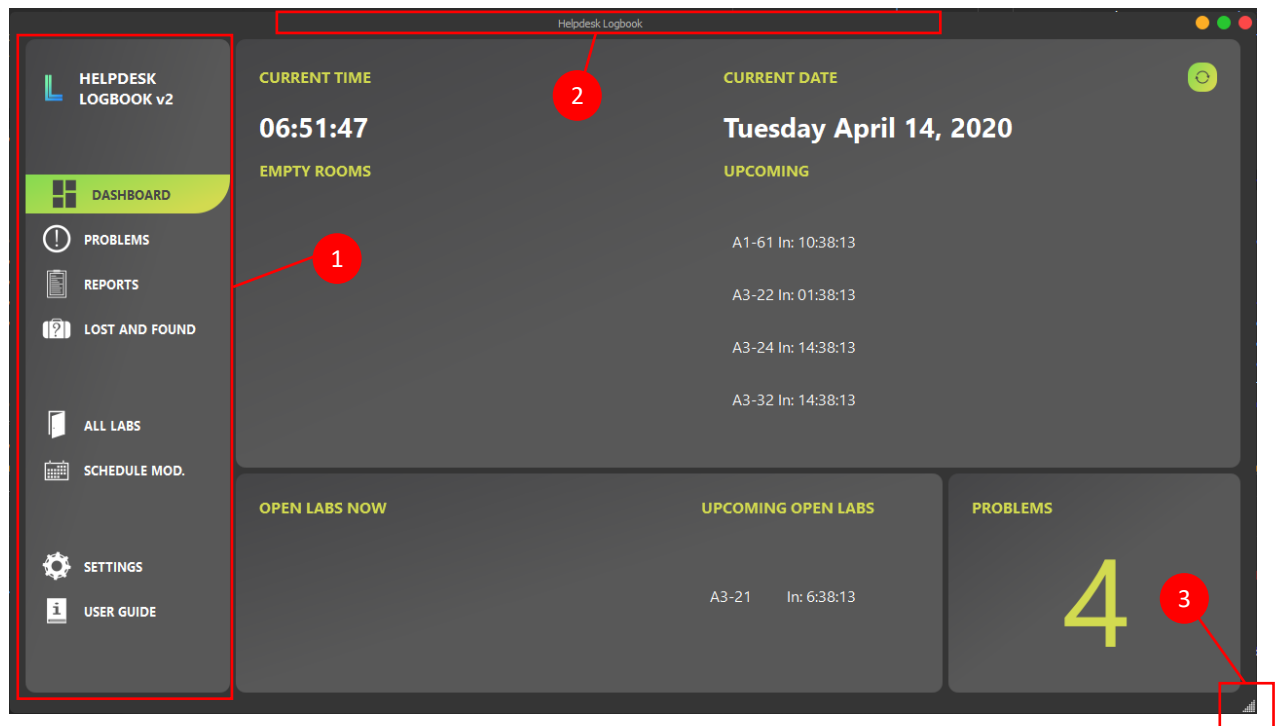 Helpdesk Logbook
2
HELPDESK
LOGBOOK v2
DASHBOARD
PROBLEMS
REPORTS
LOST AND FOUND
ALL LABS
SCHEDULE MOD.
SETTINGS
USER GUIDE
1
CURRENT TIME
06:51:47
EMPTY ROOMS
CURRENT DATE
Tuesday April 14, 2020
UPCOMING
A1-61 In: 10:38:13
A3-22 In: 01:38:13
A3-24 In: 14:38:13
A3-32 In: 14:38:13
OPEN LABS NOW
UPCOMING OPEN LABS
A3-21 In: 6:38:13
PROBLEMS
4
3